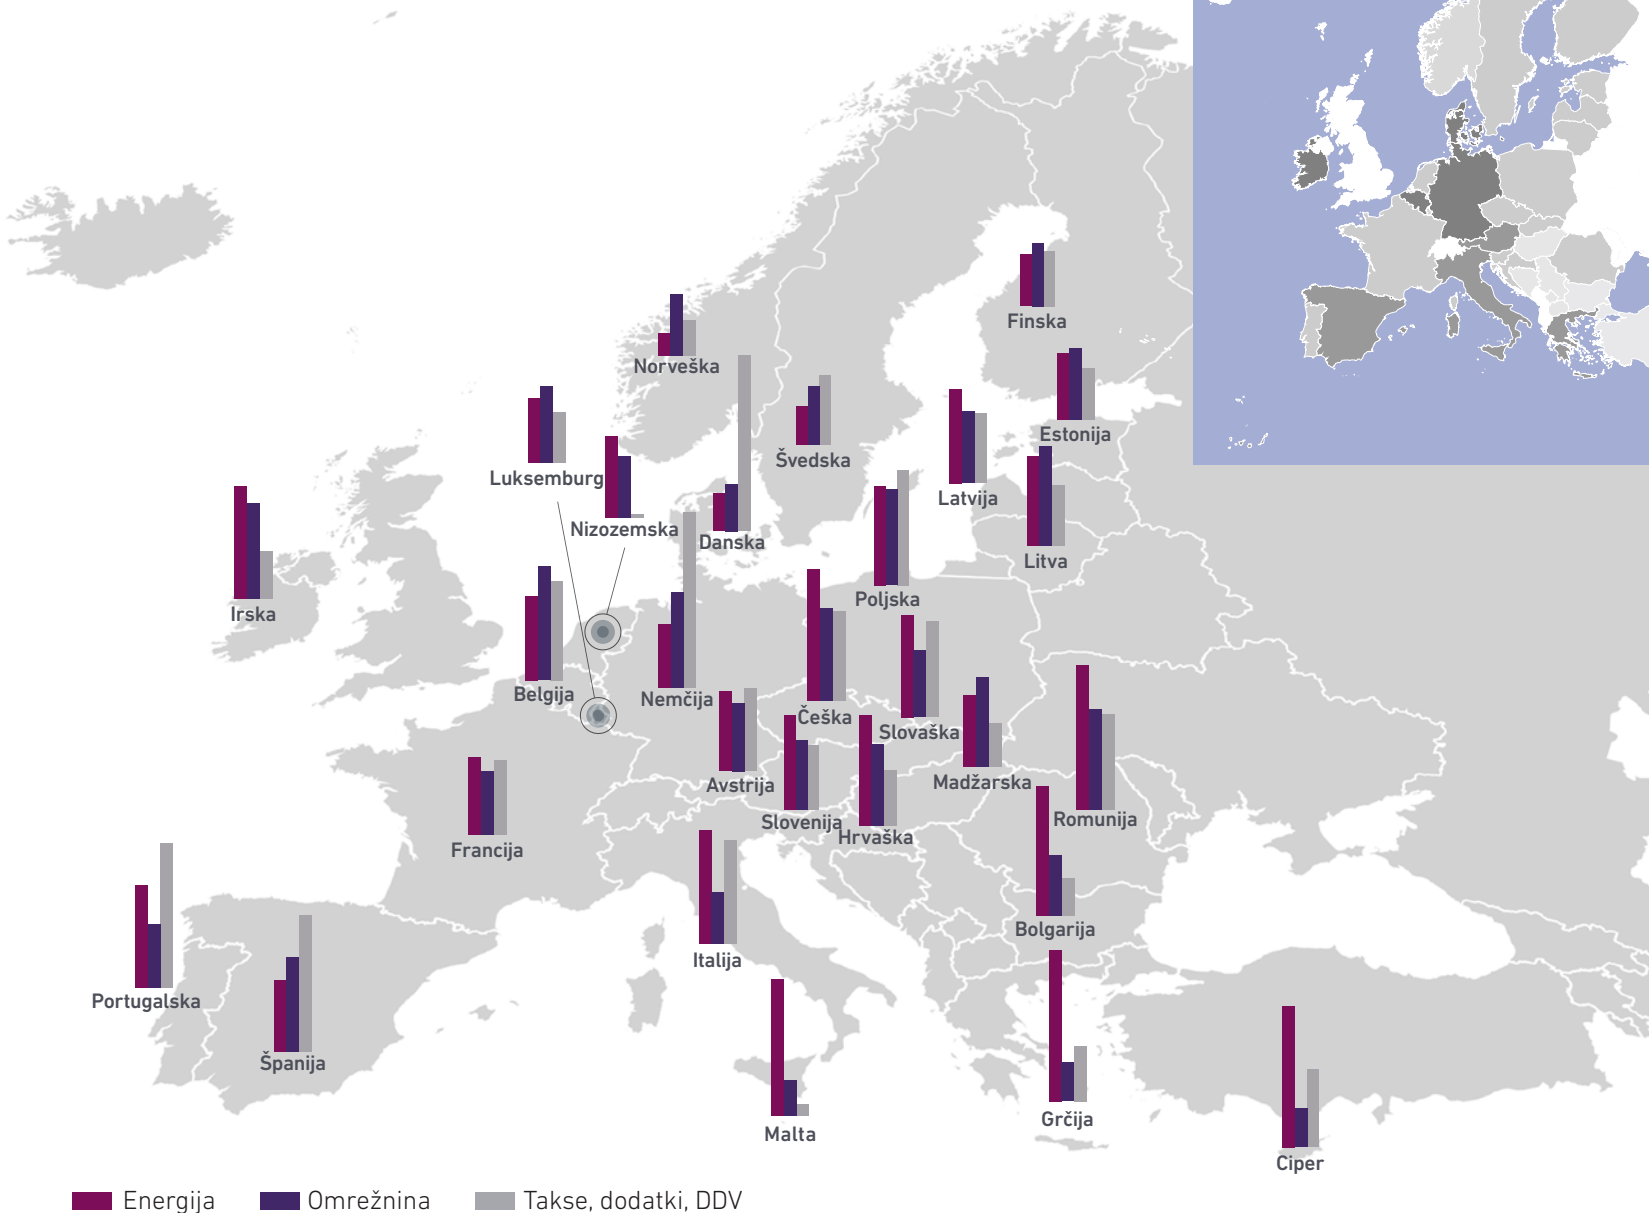 Finska
Norveška
Estonija
Švedska
Luksemburg
Latvija
Nizozemska
Danska
Litva
Poljska
Irska
Belgija
Nemčija
Češka
Slovaška
Madžarska
Avstrija
Romunija
Slovenija
Hrvaška
Francija
Bolgarija
Italija
Portugalska
Španija
Grčija
Malta
Ciper
Energija
Omrežnina
Takse, dodatki, DDV